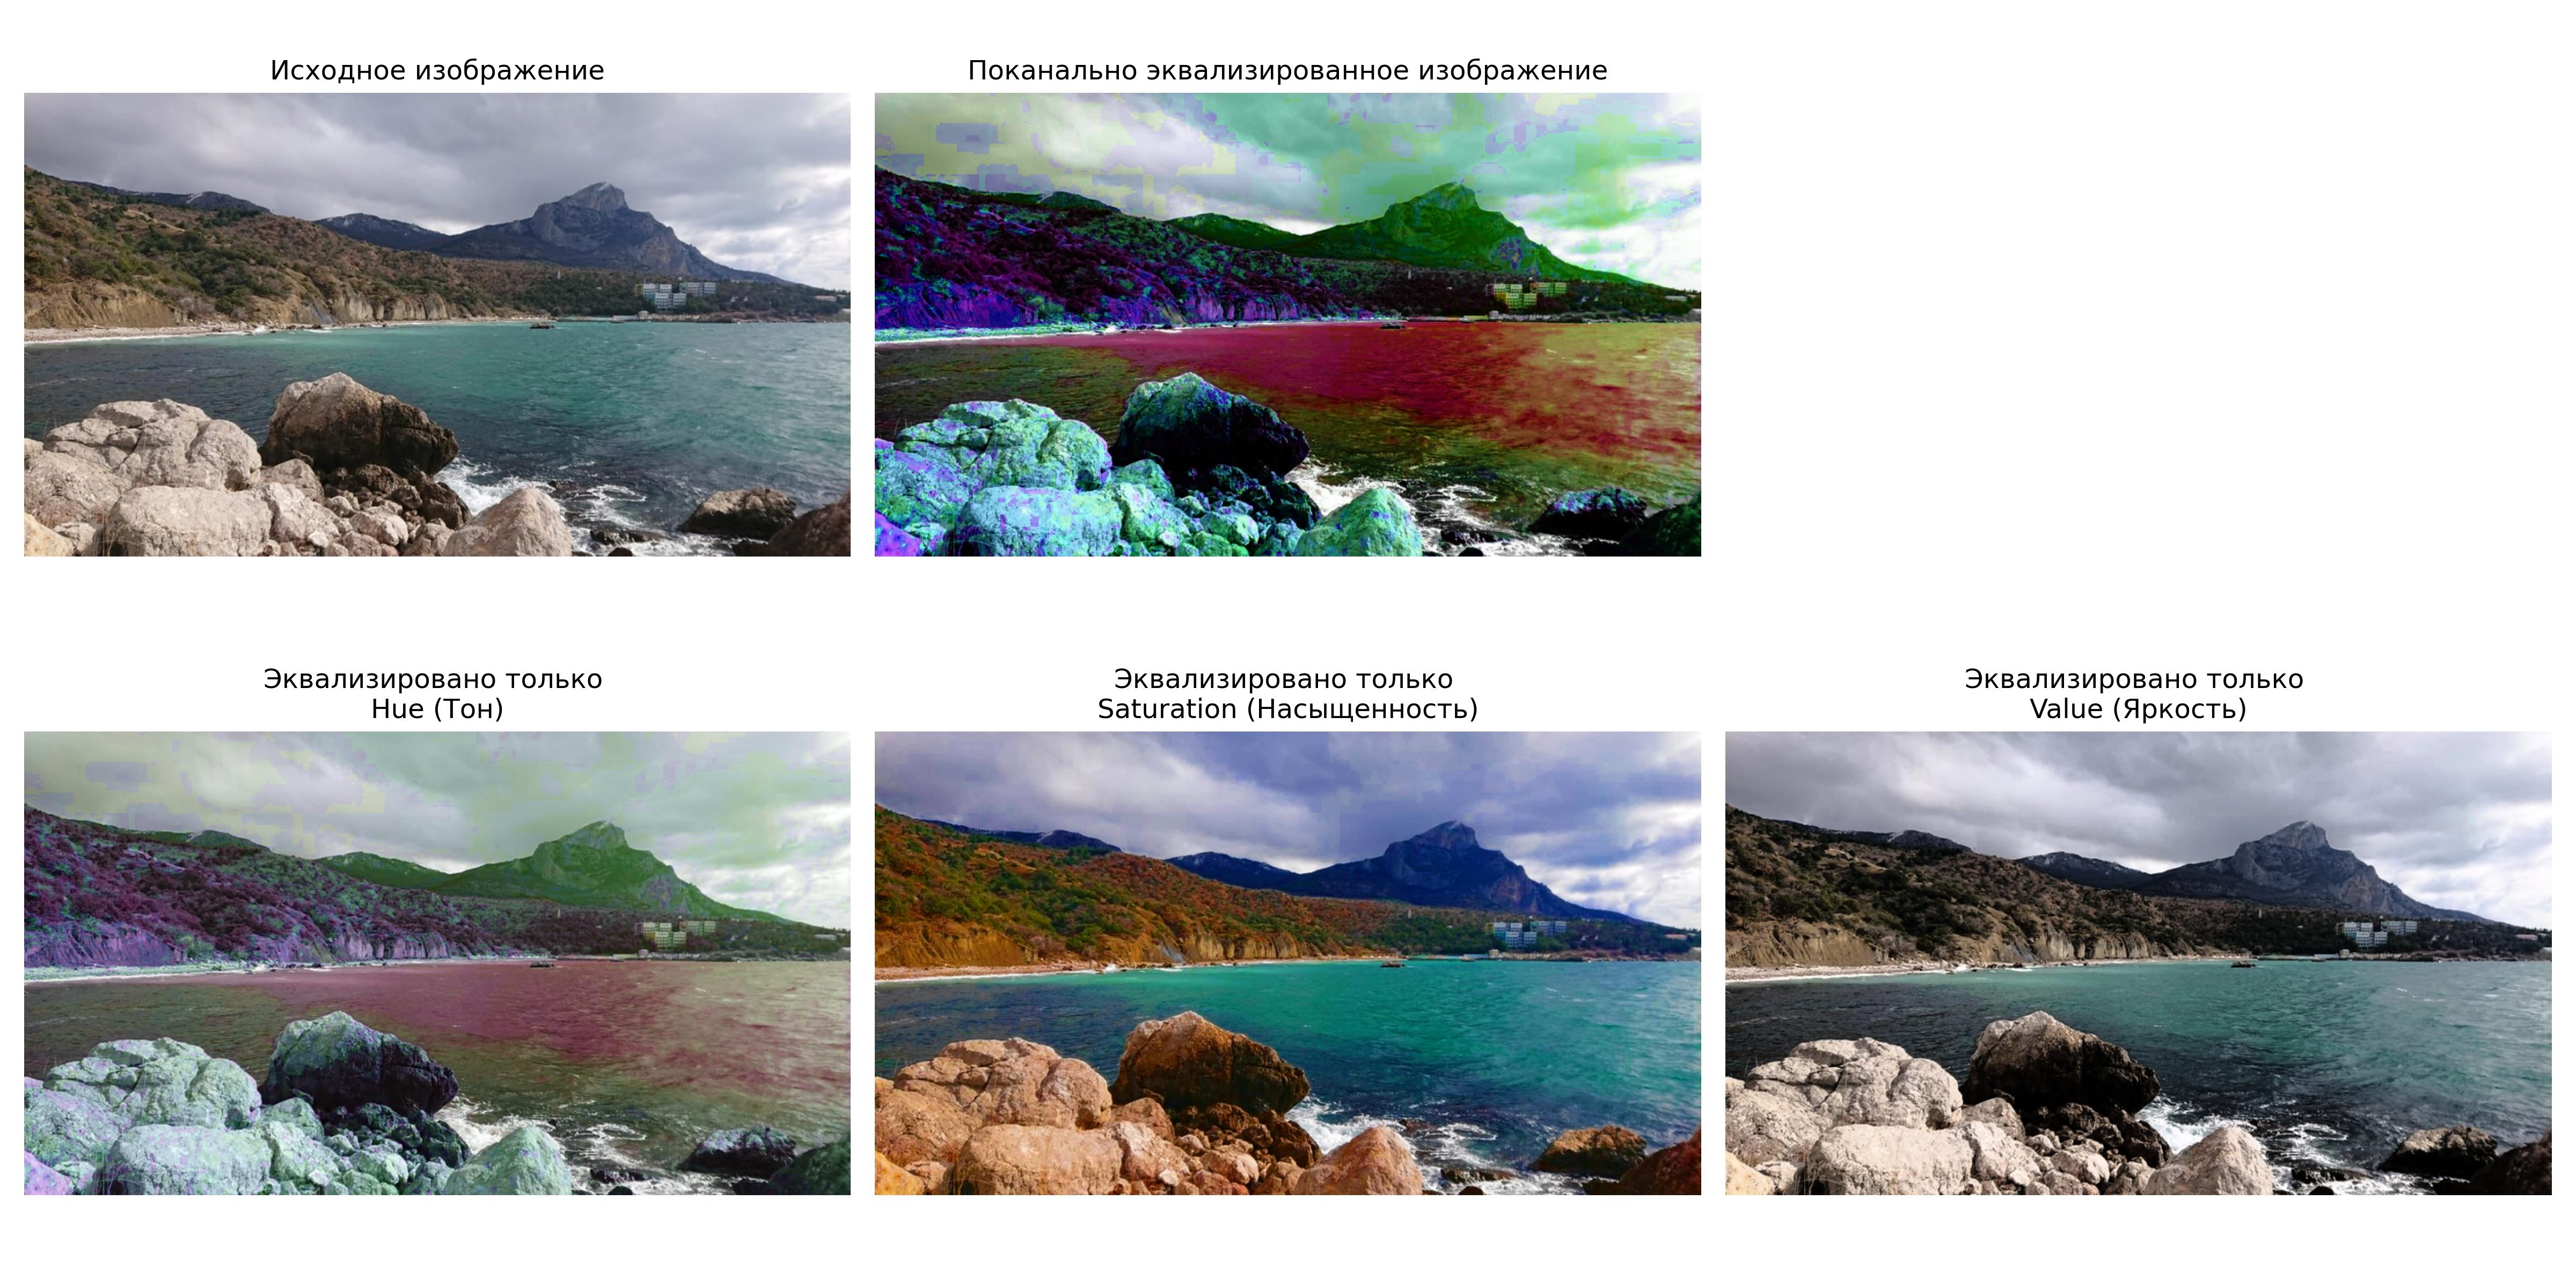 Исходное изображение
Поканально эквализированное изображение
Эквализировано только
Hue (Тон)
Эквализировано только
Saturation (Насыщенность)
Эквализировано только
Value (Яркость)